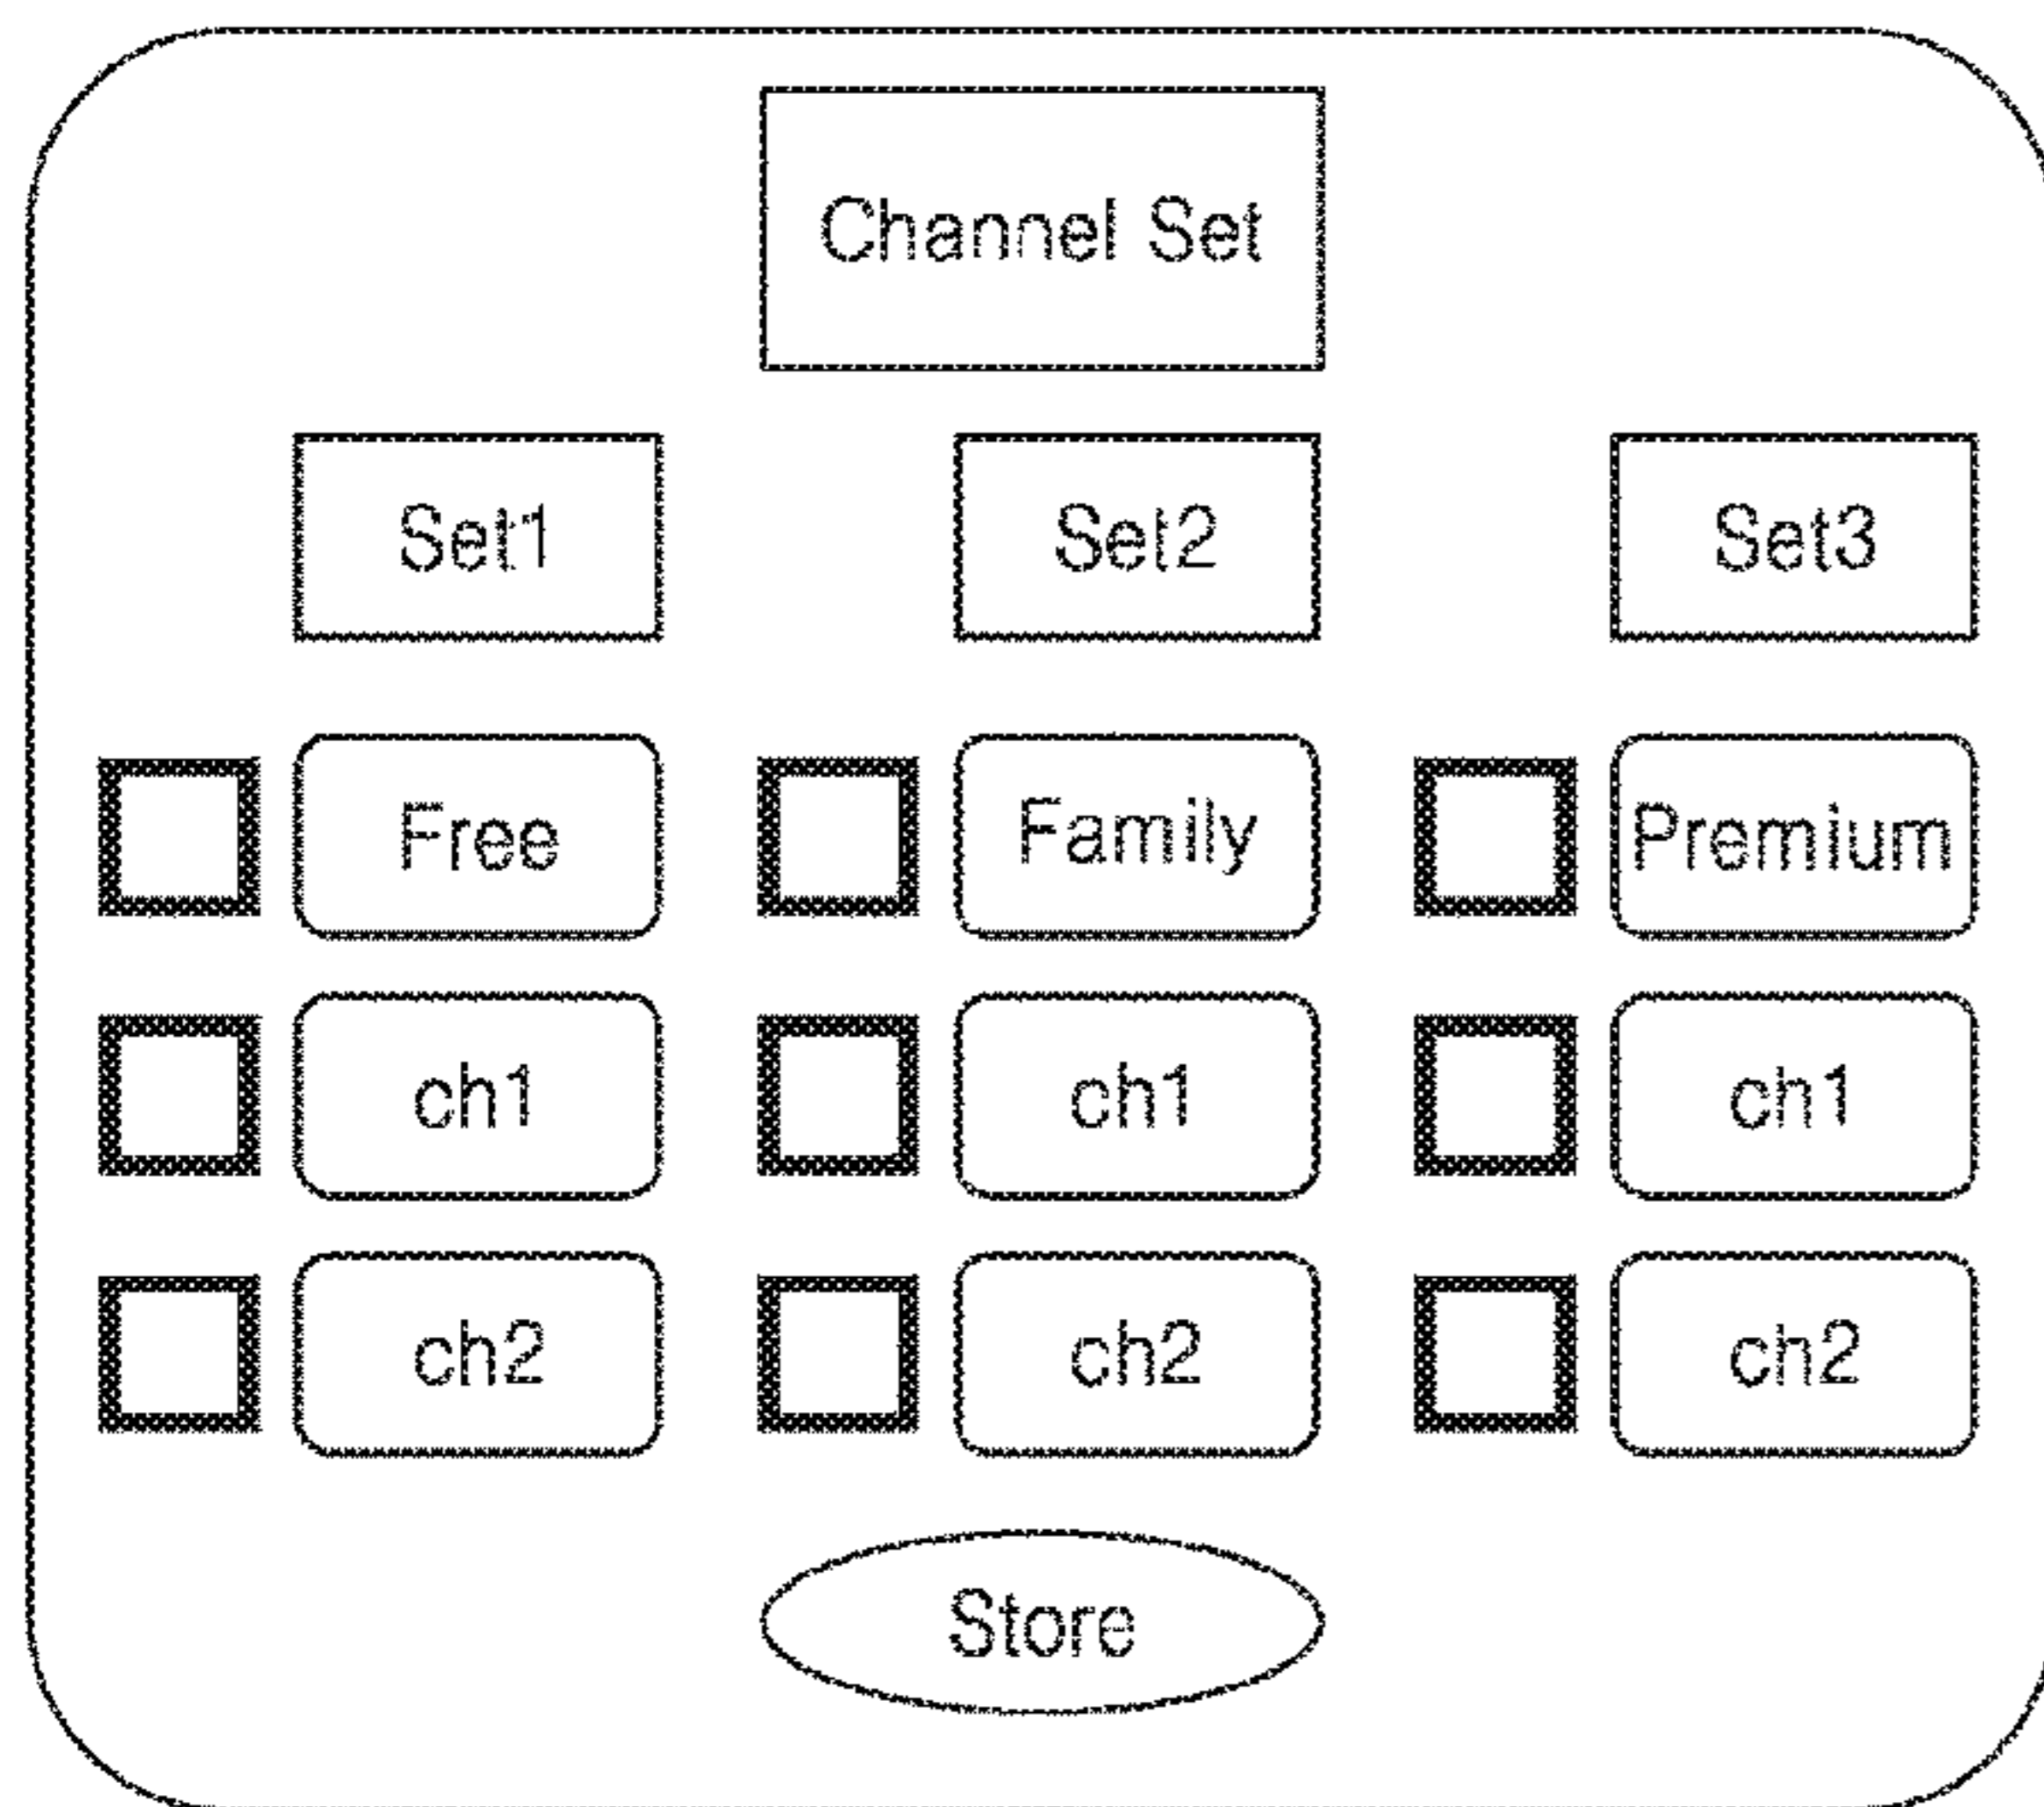 Channel Set
Set1 Set2 Set3
Free Family Premium
ch1 ch1 ch1
ch2 ch2 ch2
Store